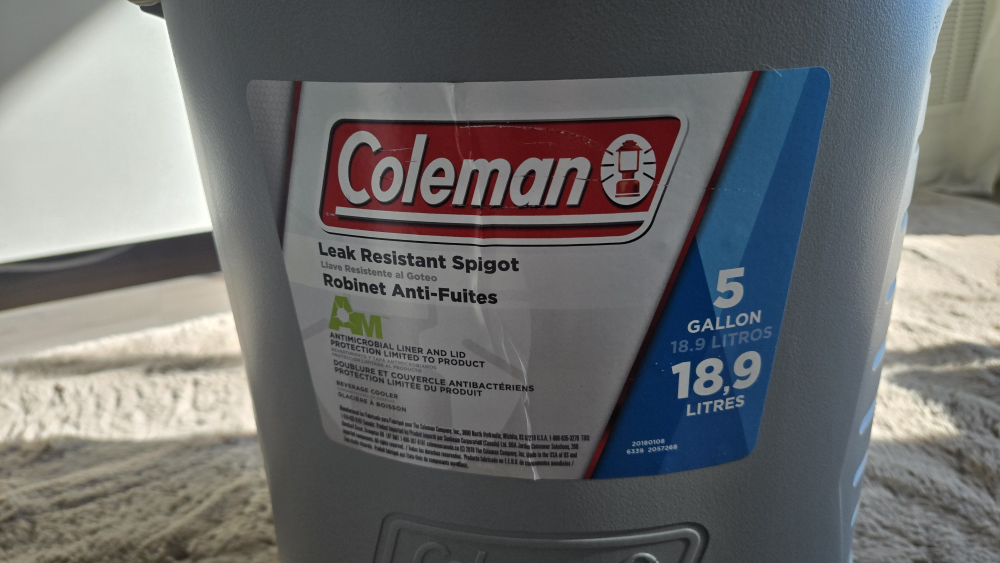 Coleman
Leak Resistant Spigot
Llave Resistente al Goteo
Robinet Anti-Fuites
AM
ANTIMICROBIAL LINER AND LID
PROTECTION LIMITED TO PRODUCT
DOUBLURE ET COUVERCLE ANTIBACTÉRIENS
PROTECTION LIMITÉE DU PRODUIT
BEVERAGE COOLER
GLACIÈRE À BOISSON
5
GALLON
18.9 LITROS
18,9
LITRES
20180108
6339 2057268
Coleman